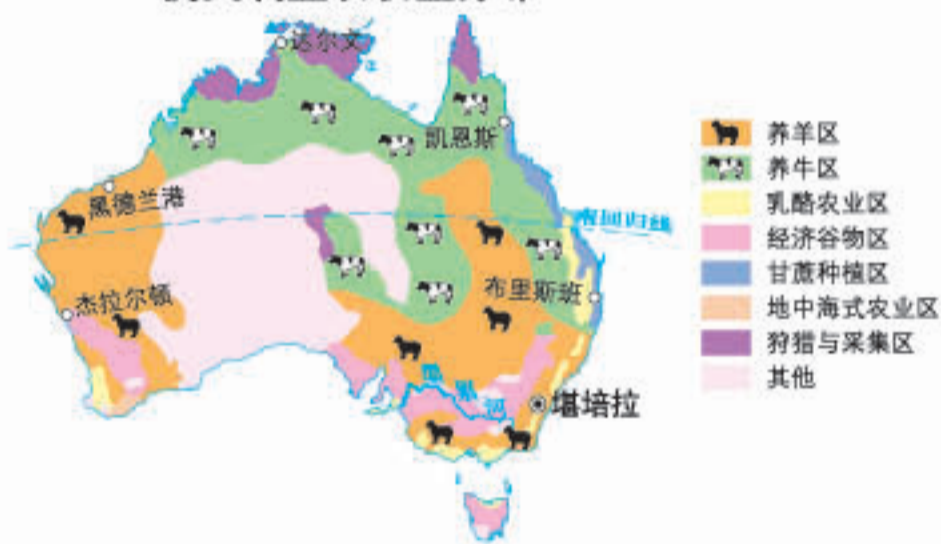 达尔文
凯恩斯
黑德兰港
南回归线
杰拉尔顿
布里斯班
墨累河
堪培拉
养羊区
养牛区
乳酪农业区
经济谷物区
甘蔗种植区
地中海式农业区
狩猎与采集区
其他